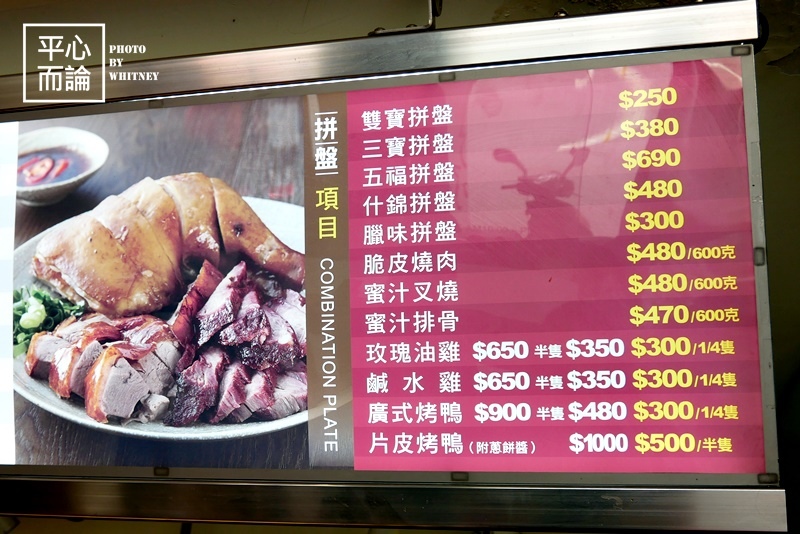 平心
而論
PHOTO
BY
WHITNEY
拼盤
項目
COMBINATION PLATE
雙寶拼盤 $250
三寶拼盤 $380
五福拼盤 $690
什錦拼盤 $480
臘味拼盤 $300
脆皮燒肉 $480/600克
蜜汁叉燒 $480/600克
蜜汁排骨 $470/600克
玫瑰油雞 $650 半隻 $350 $300/1/4隻
鹹水雞 $650 半隻 $350 $300/1/4隻
廣式烤鴨 $900 半隻 $480 $300/1/4隻
片皮烤鴨(附蔥餅醬) $1000 $500/半隻